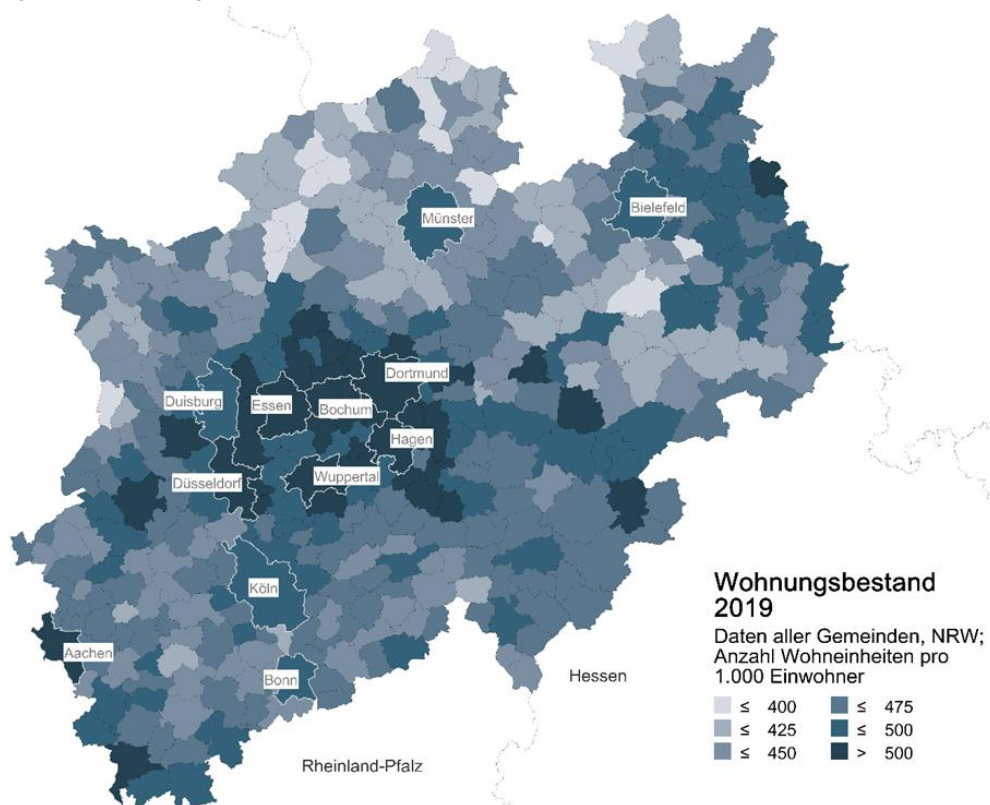 Münster
Bielefeld
Dortmund
Duisburg
Essen
Bochum
Hagen
Düsseldorf
Wuppertal
Köln
Aachen
Bonn
Hessen
Rheinland-Pfalz
Wohnungsbestand
2019
Daten aller Gemeinden, NRW;
Anzahl Wohneinheiten pro
1.000 Einwohner
≤ 400
≤ 425
≤ 450
≤ 475
≤ 500
> 500